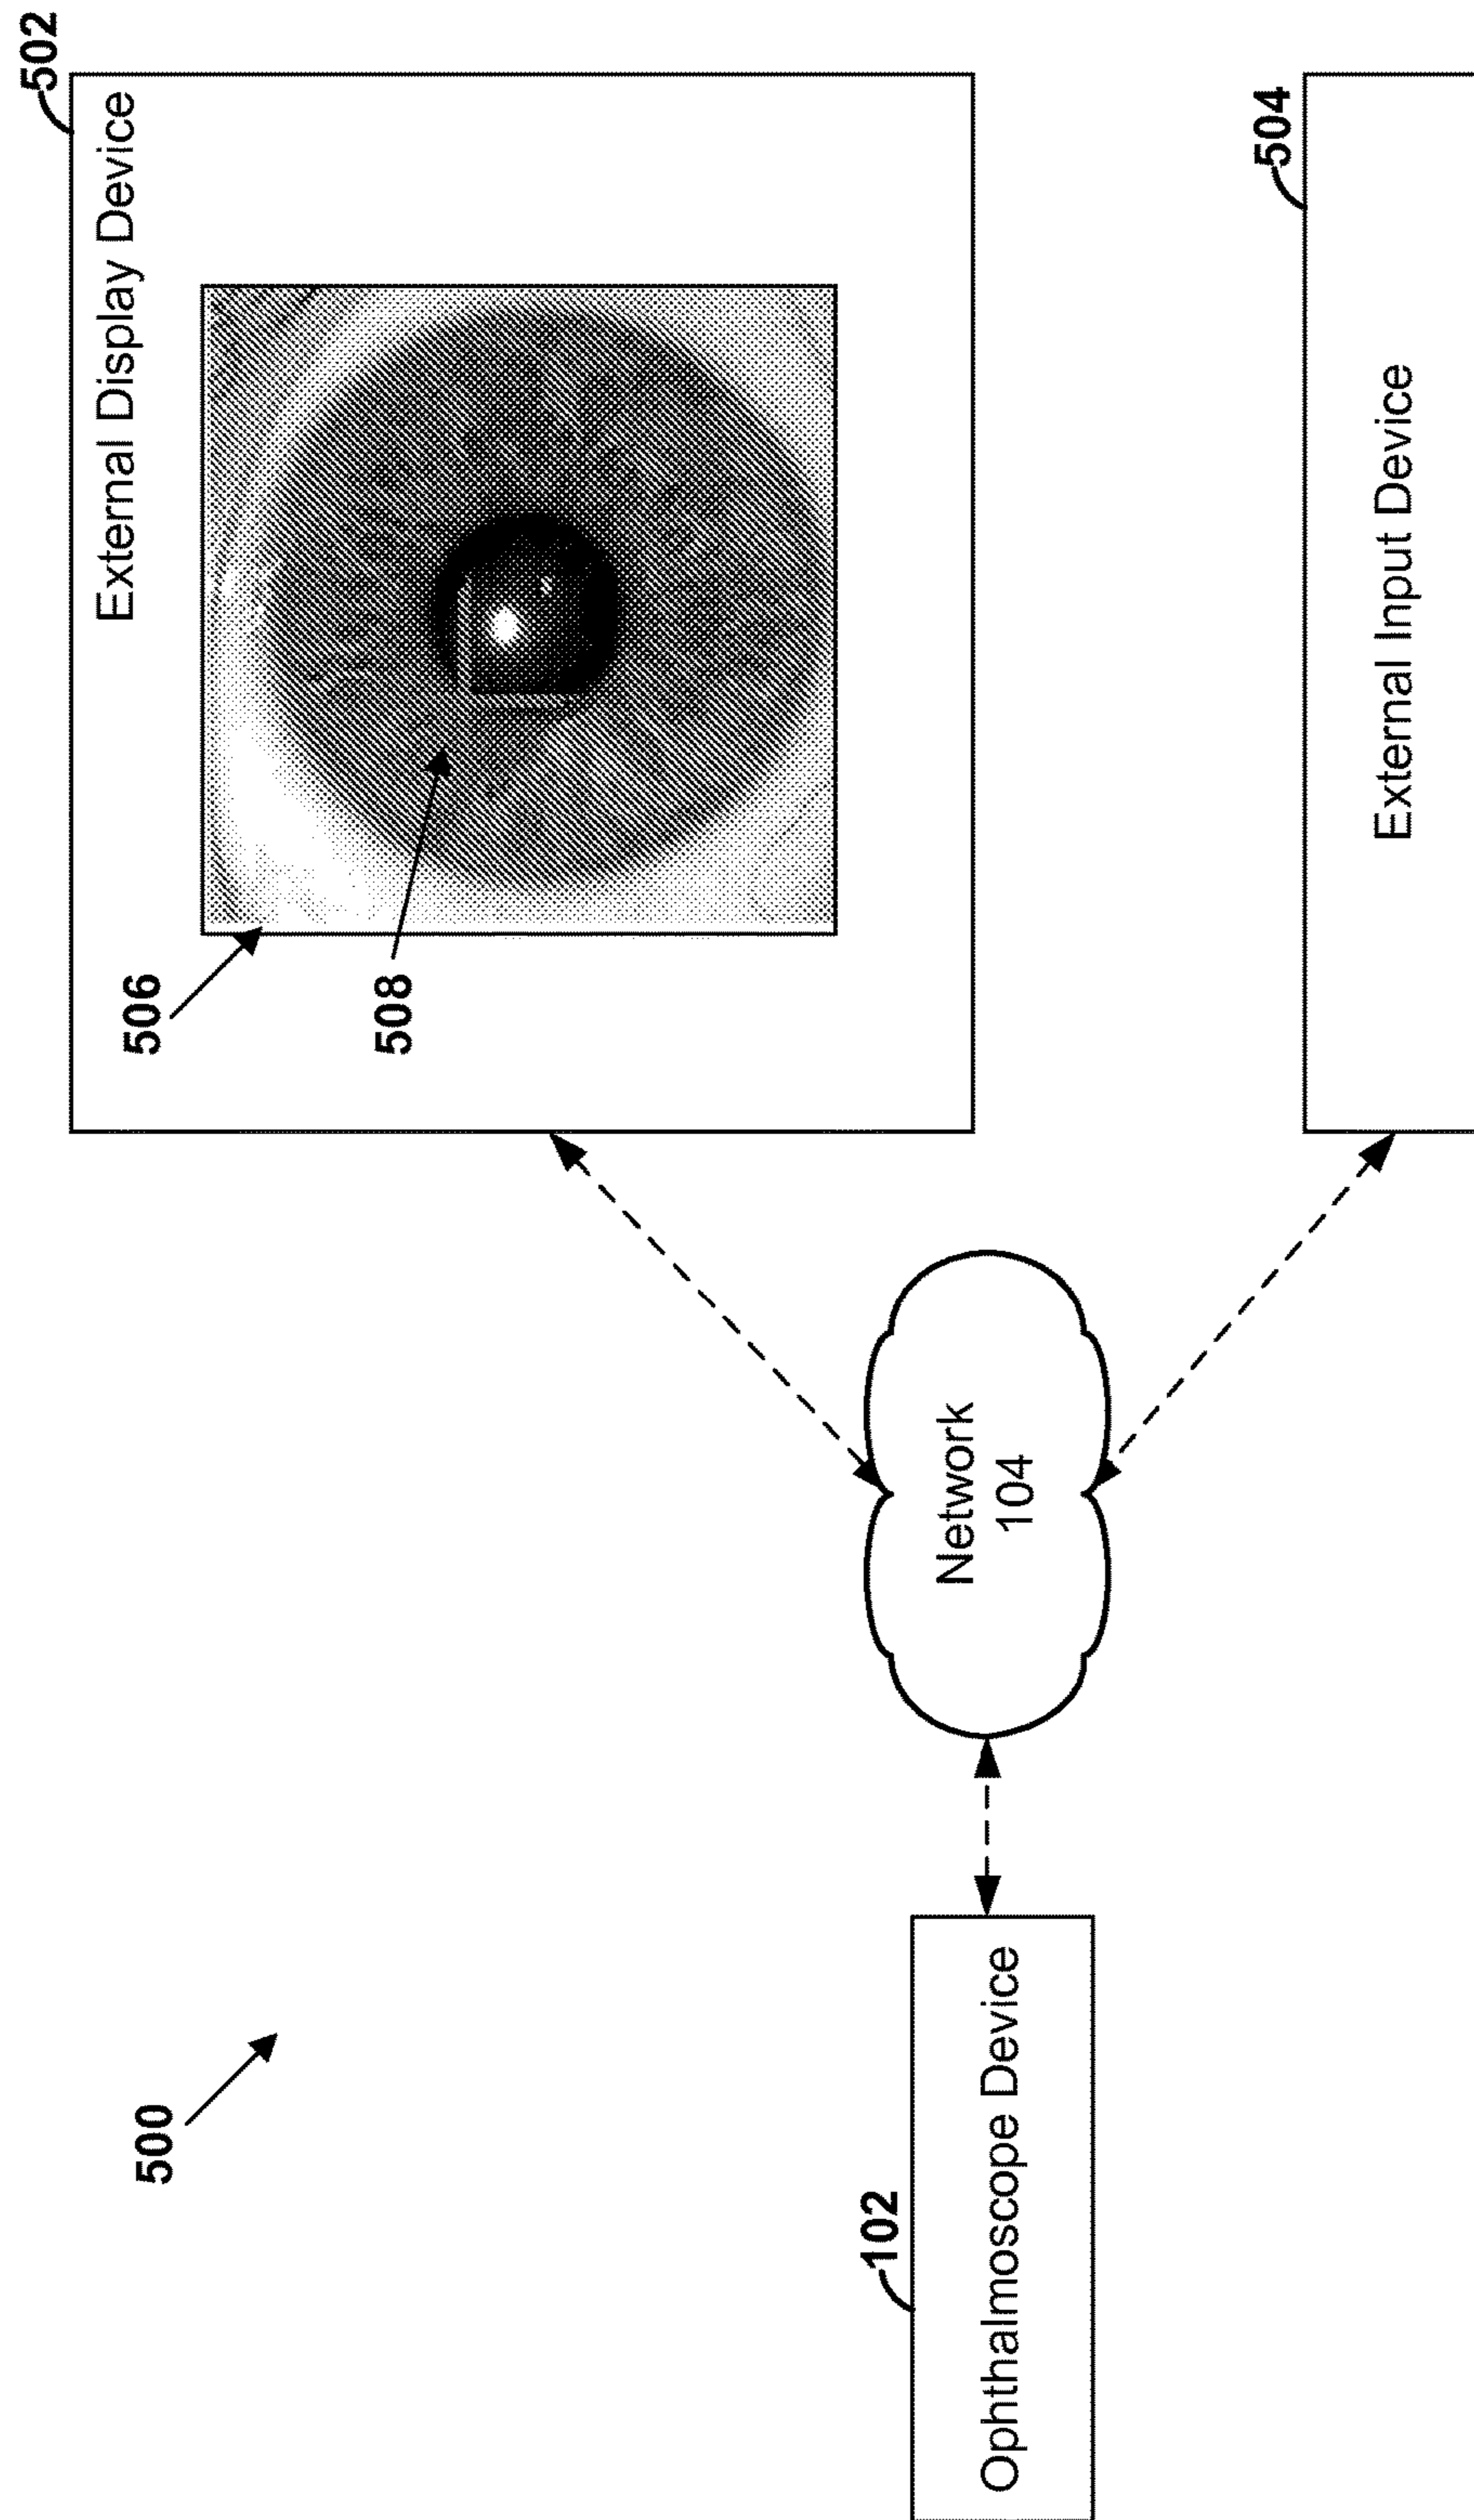 500
102
Ophthalmoscope Device
Network
104
502
External Display Device
506
508
504
External Input Device